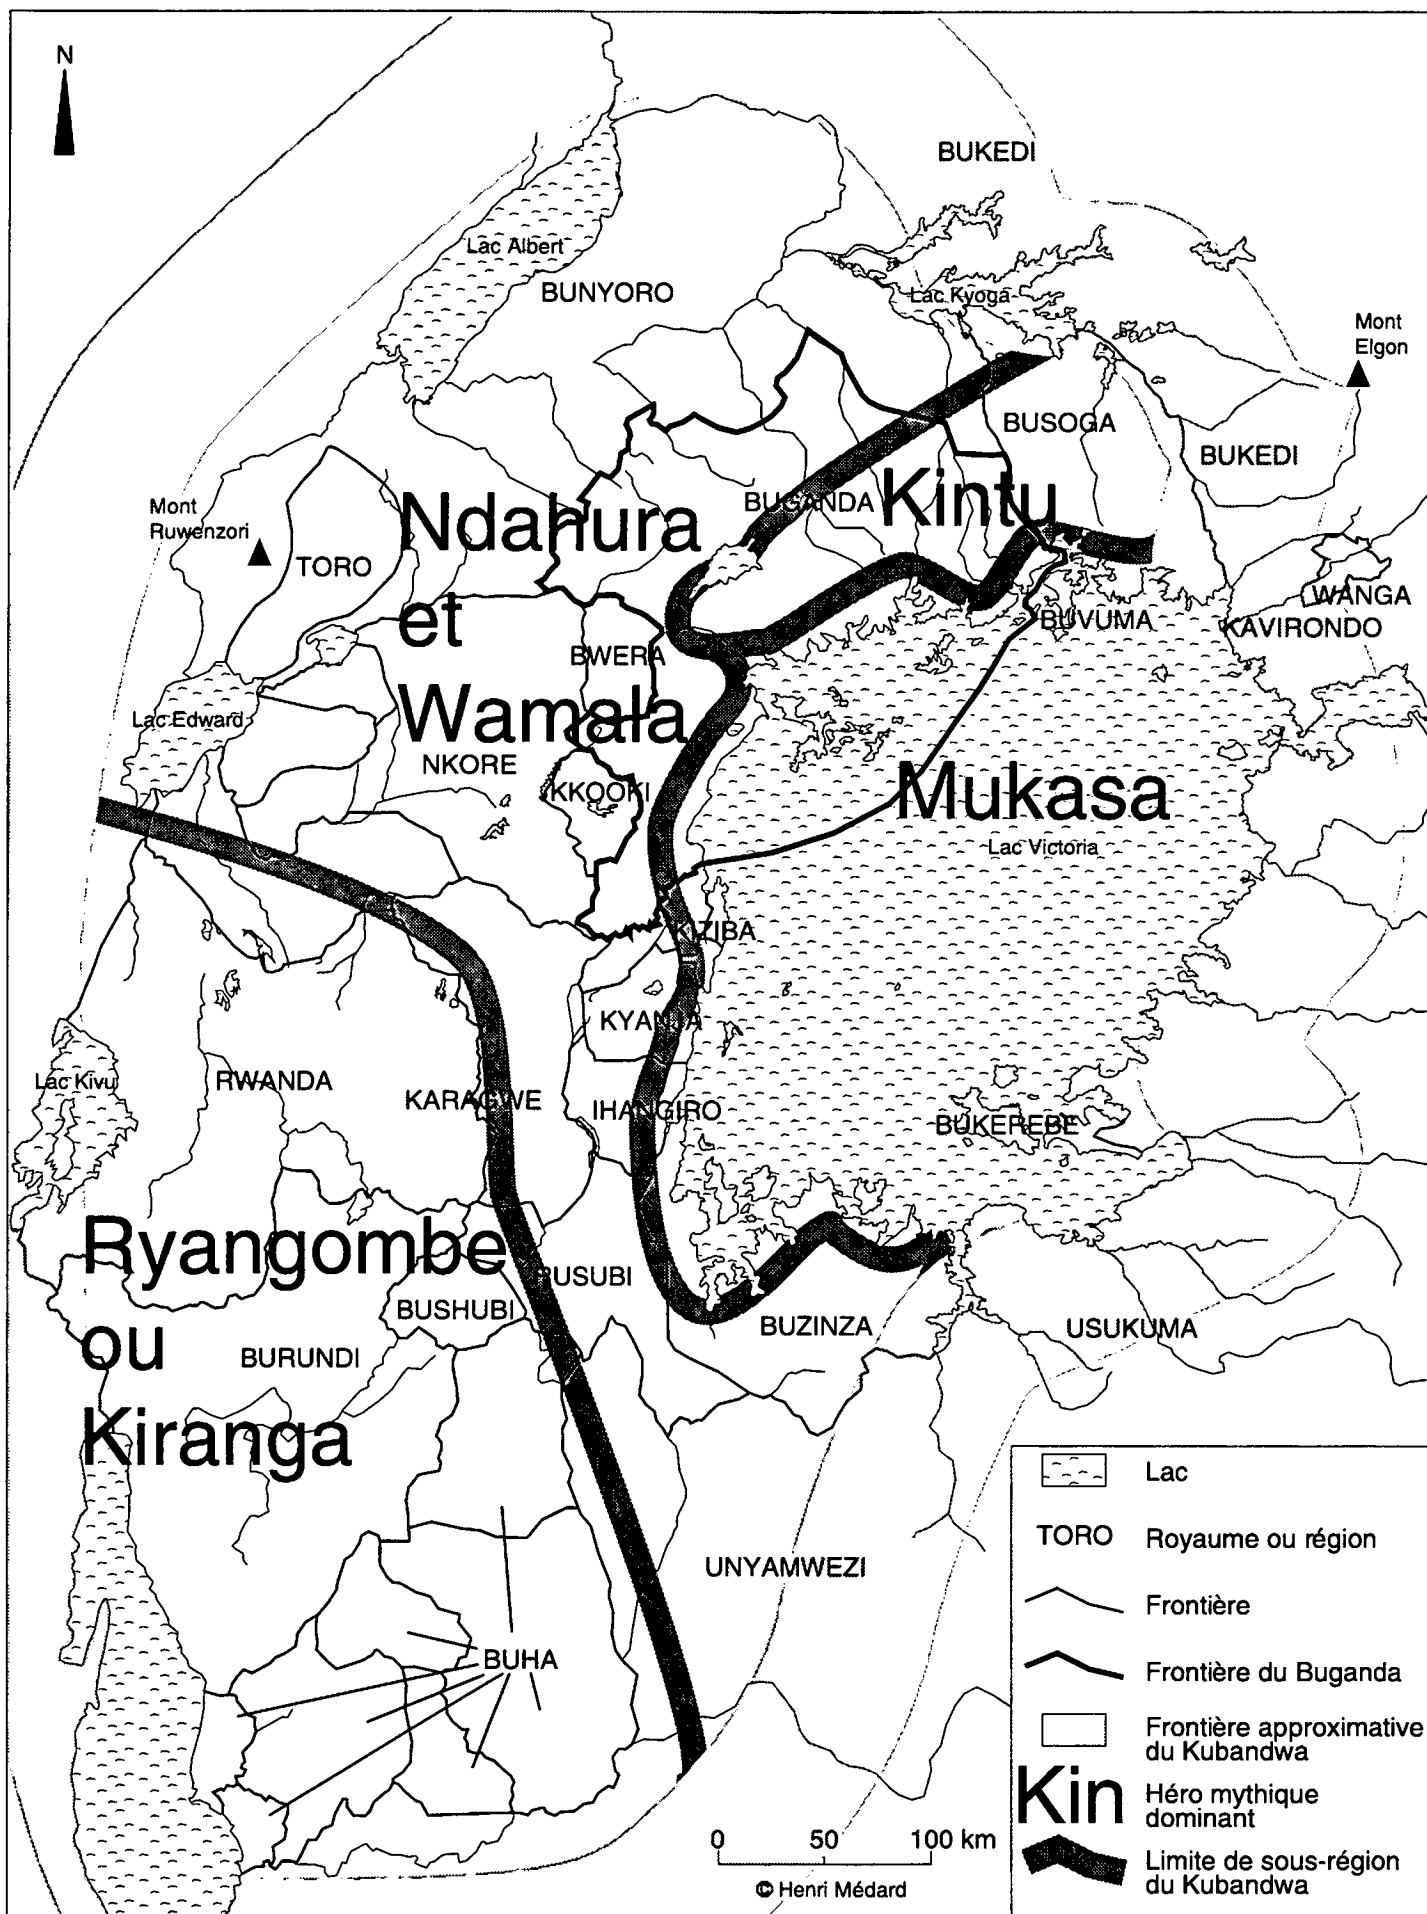 N
BUKEDI
Lac Albert
BUNYORO
Lac Kyoga
Mont
Elgon
BUSOGA
BUKEDI
Mont
Ruwenzori
Ndahura
et
Wamala
BUGANDA
Kintu
TORO
WANGA
BUVUMA
KAVIRONDO
BWERA
Lac Edward
NKORE
KKOOKI
Mukasa
Lac Victoria
KIZIBA
KYANJA
Lac Kivu
RWANDA
KARAGWE
IHANGIRO
BUKEREBE
Ryangombe
ou
Kiranga
RUSUBI
BUSHUBI
BUZINZA
USUKUMA
BURUNDI
UNYAMWEZI
BUHA
Lac
TORO Royaume ou région
Frontière
Frontière du Buganda
Frontière approximative
du Kubandwa
Kin Héro mythique
dominant
Limite de sous-région
du Kubandwa
0 50 100 km
© Henri Médard